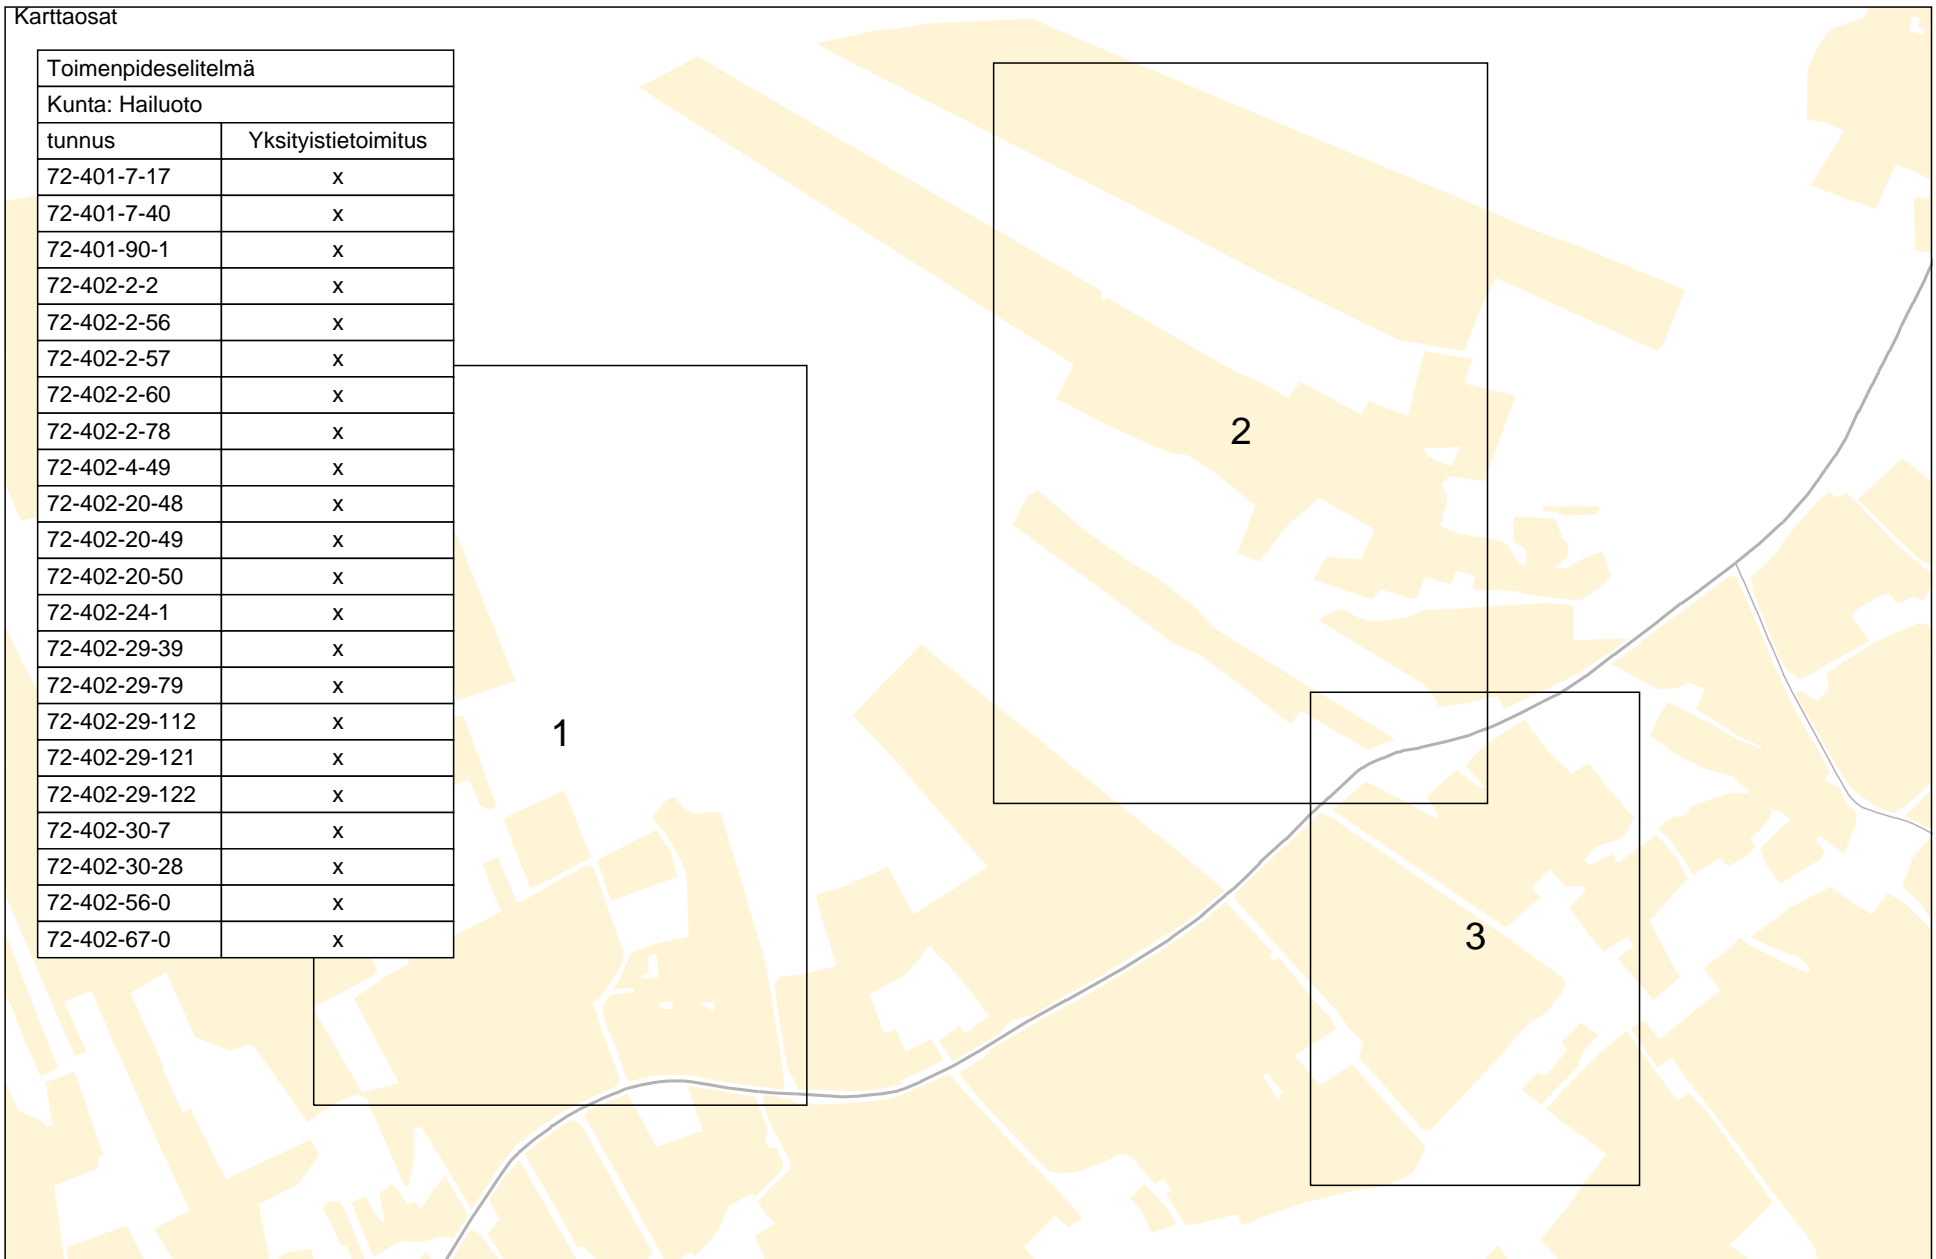 Karttaosat
Toimenpideselitelmä
Kunta: Hailuoto
tunnus Yksityistietoimitus
72-401-7-17 x
72-401-7-40 x
72-401-90-1 x
72-402-2-2 x
72-402-2-56 x
72-402-2-57 x
72-402-2-60 x
72-402-2-78 x
72-402-4-49 x
72-402-20-48 x
72-402-20-49 x
72-402-20-50 x
72-402-24-1 x
72-402-29-39 x
72-402-29-79 x
72-402-29-112 x
72-402-29-121 x
72-402-29-122 x
72-402-30-7 x
72-402-30-28 x
72-402-56-0 x
72-402-67-0 x
1
2
3